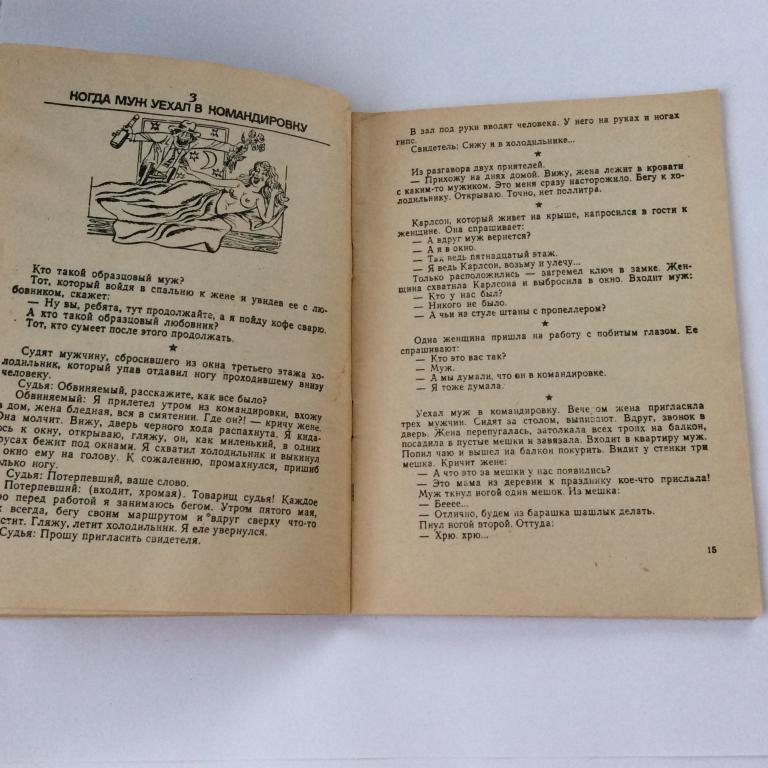 3
КОГДА МУЖ УЕХАЛ В КОМАНДИРОВКУ
Кто такой образцовый муж?
Тот, который войдя в спальню к жене и увидев ее с лю-
бовником, скажет:
— Ну вы, ребята, тут продолжайте, а я пойду кофе сварю.
А кто такой образцовый любовник?
Тот, кто сумеет после этого продолжать.
★
Судят мужчину, сбросившего из окна третьего этажа хо-
лодильник, который упав отдавил ногу проходившему внизу
человеку.
Судья: Обвиняемый, расскажите, как все было?
Обвиняемый: Я прилетел утром из командировки, вхожу
в дом, жена бледная, вся в смятении. Где он?! — кричу жене.
Она молчит. Вижу, дверь черного хода распахнута. Я кида-
юсь к окну, открываю, гляжу, он, как миленький, в одних
трусах бежит под окнами. Я схватил холодильник и выкинул
окно ему на голову. К сожалению, промахнулся, пришиб
олько ногу.
Судья: Потерпевший, ваше слово.
Потерпевший: (входит, хромая). Товарищ судья! Каждое
ро перед работой я занимаюсь бегом. Утром пятого мая,
к всегда, бегу своим маршрутом и вдруг сверху что-то
стит. Гляжу, летит холодильник. Я еле увернулся.
Судья: Прошу пригласить свидетеля.
В зал под руки вводят человека. У него на руках и ногах
гипс.
Свидетель: Сижу я в холодильнике...
★
Из разгавора двух приятелей.
— Прихожу на днях домой. Вижу, жена лежит в кровати
с каким-то мужиком. Это меня сразу насторожило. Бегу к хо-
лодильнику. Открываю. Точно, нет поллитра.
★
Карлсон, который живет на крыше, напросился в гости к
женщине. Она спрашивает:
— А вдруг муж вернется?
— А я в окно.
— Так ведь пятнадцатый этаж.
— Я ведь Карлсон, возьму и улечу...
Только расположились — загремел ключ в замке. Жен-
щина схватила Карлсона и выбросила в окно. Входит муж:
— Кто у нас был?
— Никого не было.
— А чьи на стуле штаны с пропеллером?
★
Одна женщина пришла на работу с побитым глазом. Ее
спрашивают:
— Кто это вас так?
— Муж.
— А мы думали, что он в командировке.
— Я тоже думала.
★
Уехал муж в командировку. Вечером жена пригласила
трех мужчин. Сидят за столом, выпивают. Вдруг, звонок в
дверь. Жена перепугалась, затолкала всех троих на балкон,
посадила в пустые мешки и завязала. Входит в квартиру муж.
Попил чаю и вышел на балкон покурить. Видит у стенки три
мешка. Кричит жене:
— А что это за мешки у нас появились?
— Это мама из деревни к празднику кое-что прислала!
Муж ткнул ногой один мешок. Из мешка:
— Бееее...
— Отлично, будем из барашка шашлык делать.
Пнул ногой второй. Оттуда:
— Хрю. хрю...
15